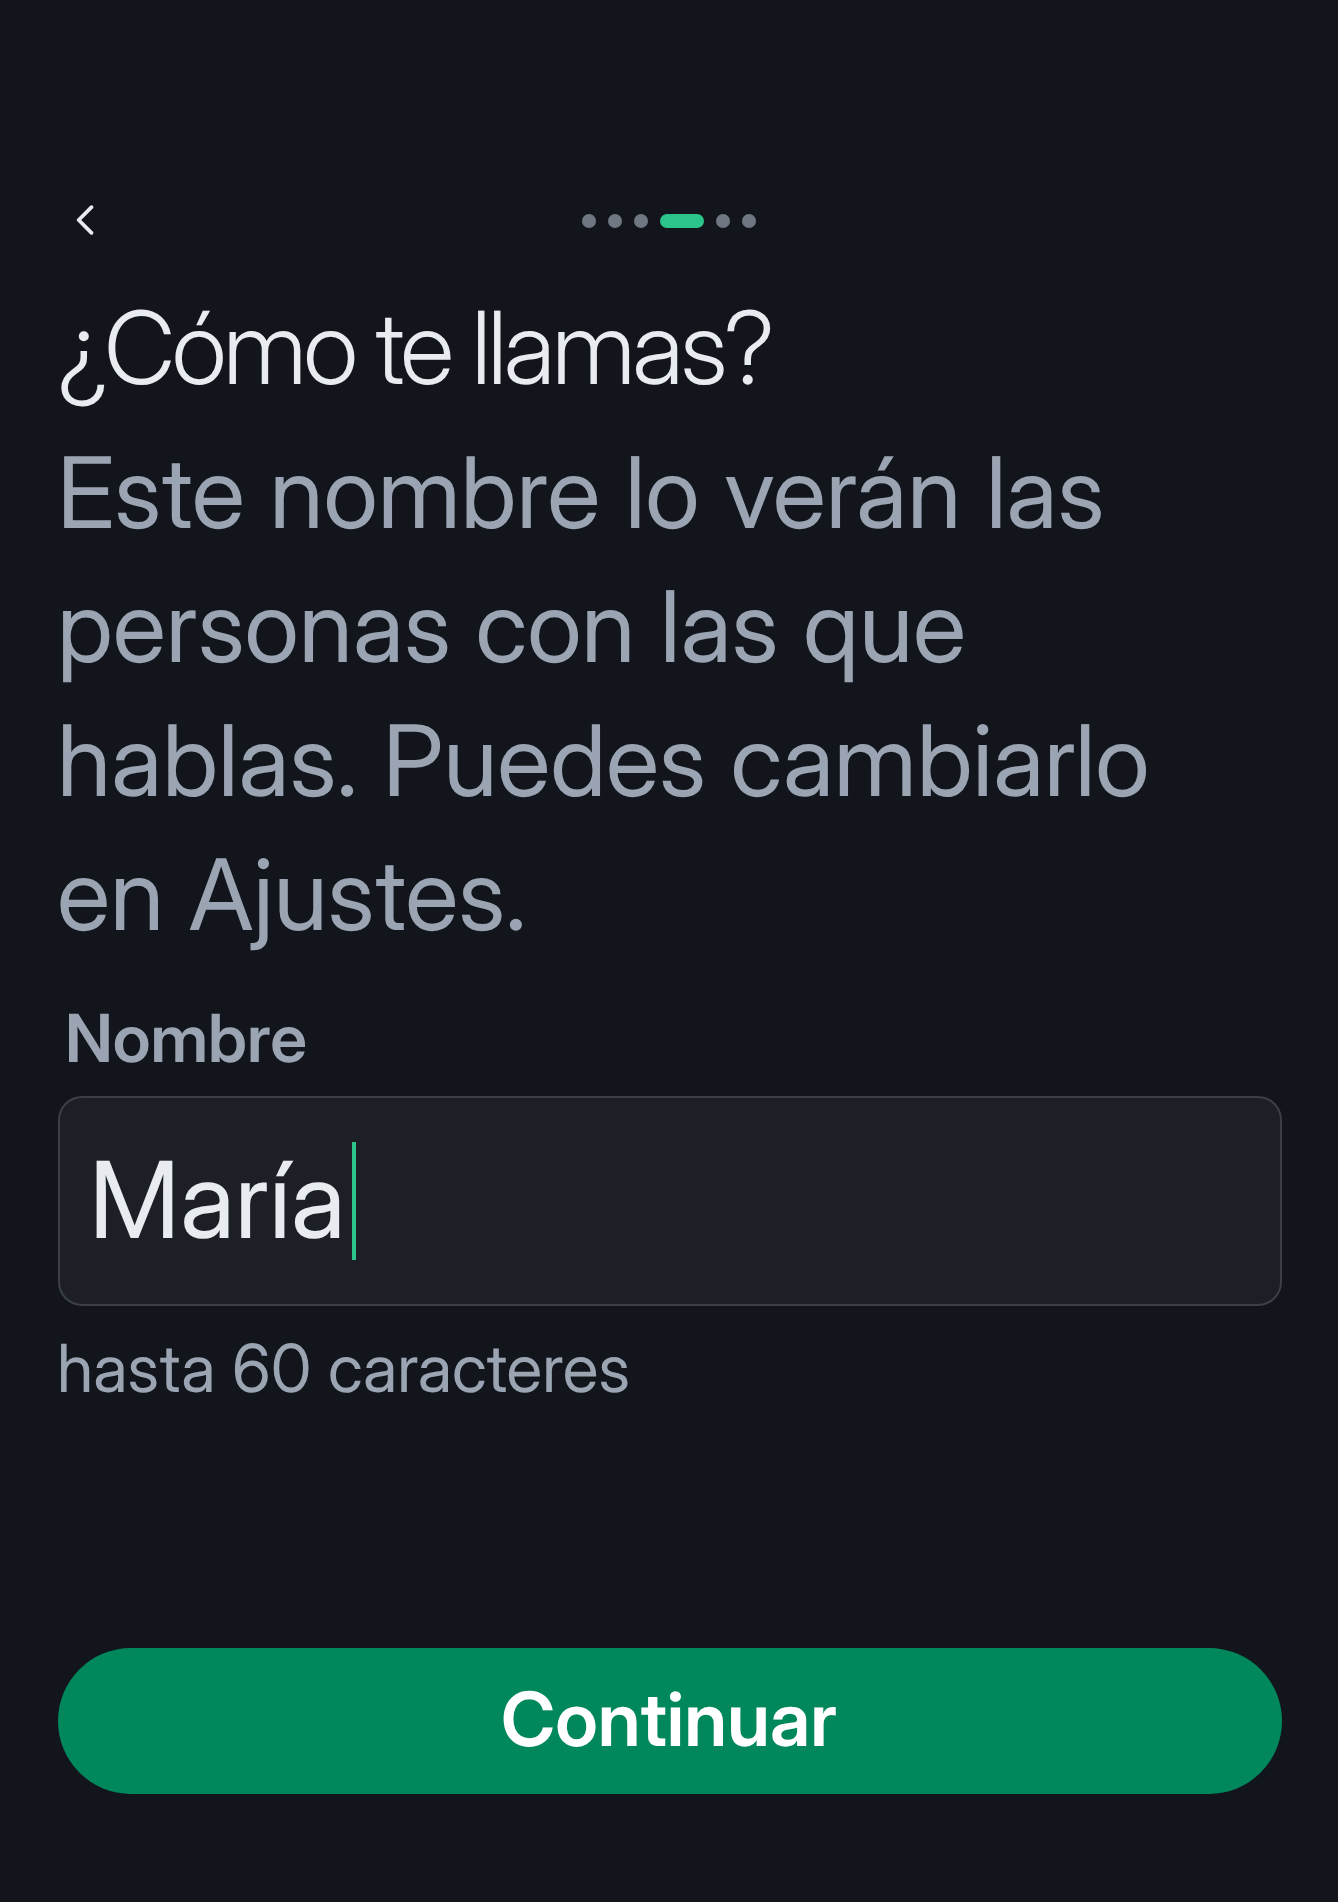 ¿Cómo te llamas?
Este nombre lo verán las
personas con las que
hablas. Puedes cambiarlo
en Ajustes.
Nombre
María
hasta 60 caracteres
Continuar